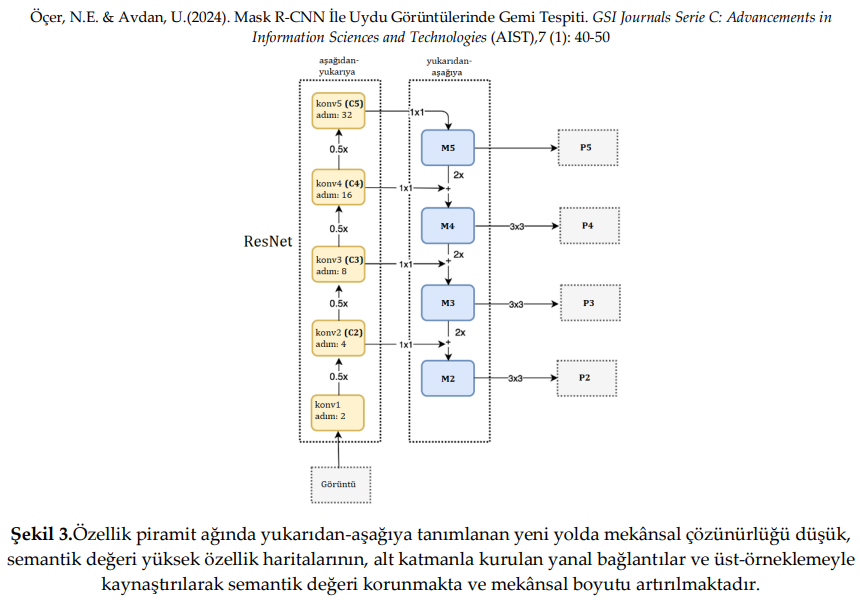 Öçer, N.E. & Avdan, U.(2024). Mask R-CNN İle Uydu Görüntülerinde Gemi Tespiti. GSI Journals Serie C: Advancements in
Information Sciences and Technologies (AIST),7 (1): 40-50
aşağıdan-
yukarıya
yukarıdan-
aşağıya
konv5 (C5)
adım: 32
1x1
M5
P5
0.5x
2x
konv4 (C4)
adım: 16
1x1
+
M4
3x3
P4
0.5x
ResNet
2x
konv3 (C3)
adım: 8
1x1
+
M3
3x3
P3
0.5x
2x
konv2 (C2)
adım: 4
1x1
+
M2
3x3
P2
0.5x
konv1
adım: 2
Görüntü
Şekil 3.Özellik piramit ağında yukarıdan-aşağıya tanımlanan yeni yolda mekânsal çözünürlüğü düşük,
semantik değeri yüksek özellik haritalarının, alt katmanla kurulan yanal bağlantılar ve üst-örneklemeyle
kaynaştırılarak semantik değeri korunmakta ve mekânsal boyutu artırılmaktadır.